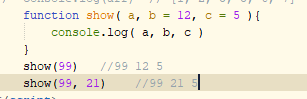 function show( a, b = 12, c = 5 ){
console.log( a, b, c )
}
show(99) //99 12 5
show(99, 21) //99 21 5